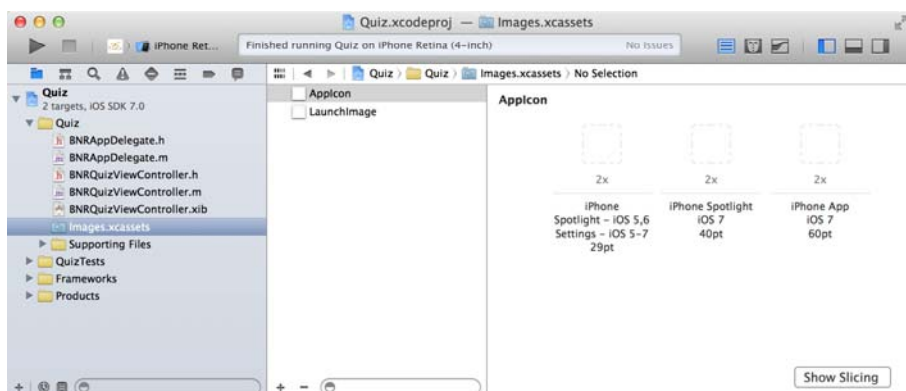 Quiz.xcodeproj — Images.xcassets
iPhone Ret...
Finished running Quiz on iPhone Retina (4-inch)
No Issues
Quiz
2 targets, iOS SDK 7.0
Quiz
BNRAppDelegate.h
BNRAppDelegate.m
BNRQuizViewController.h
BNRQuizViewController.m
BNRQuizViewController.xib
Images.xcassets
Supporting Files
QuizTests
Frameworks
Products
Quiz Quiz Images.xcassets No Selection
AppIcon
LaunchImage
AppIcon
2x 2x 2x
iPhone
Spotlight – iOS 5,6
Settings – iOS 5–7
29pt
iPhone Spotlight
iOS 7
40pt
iPhone App
iOS 7
60pt
Show Slicing